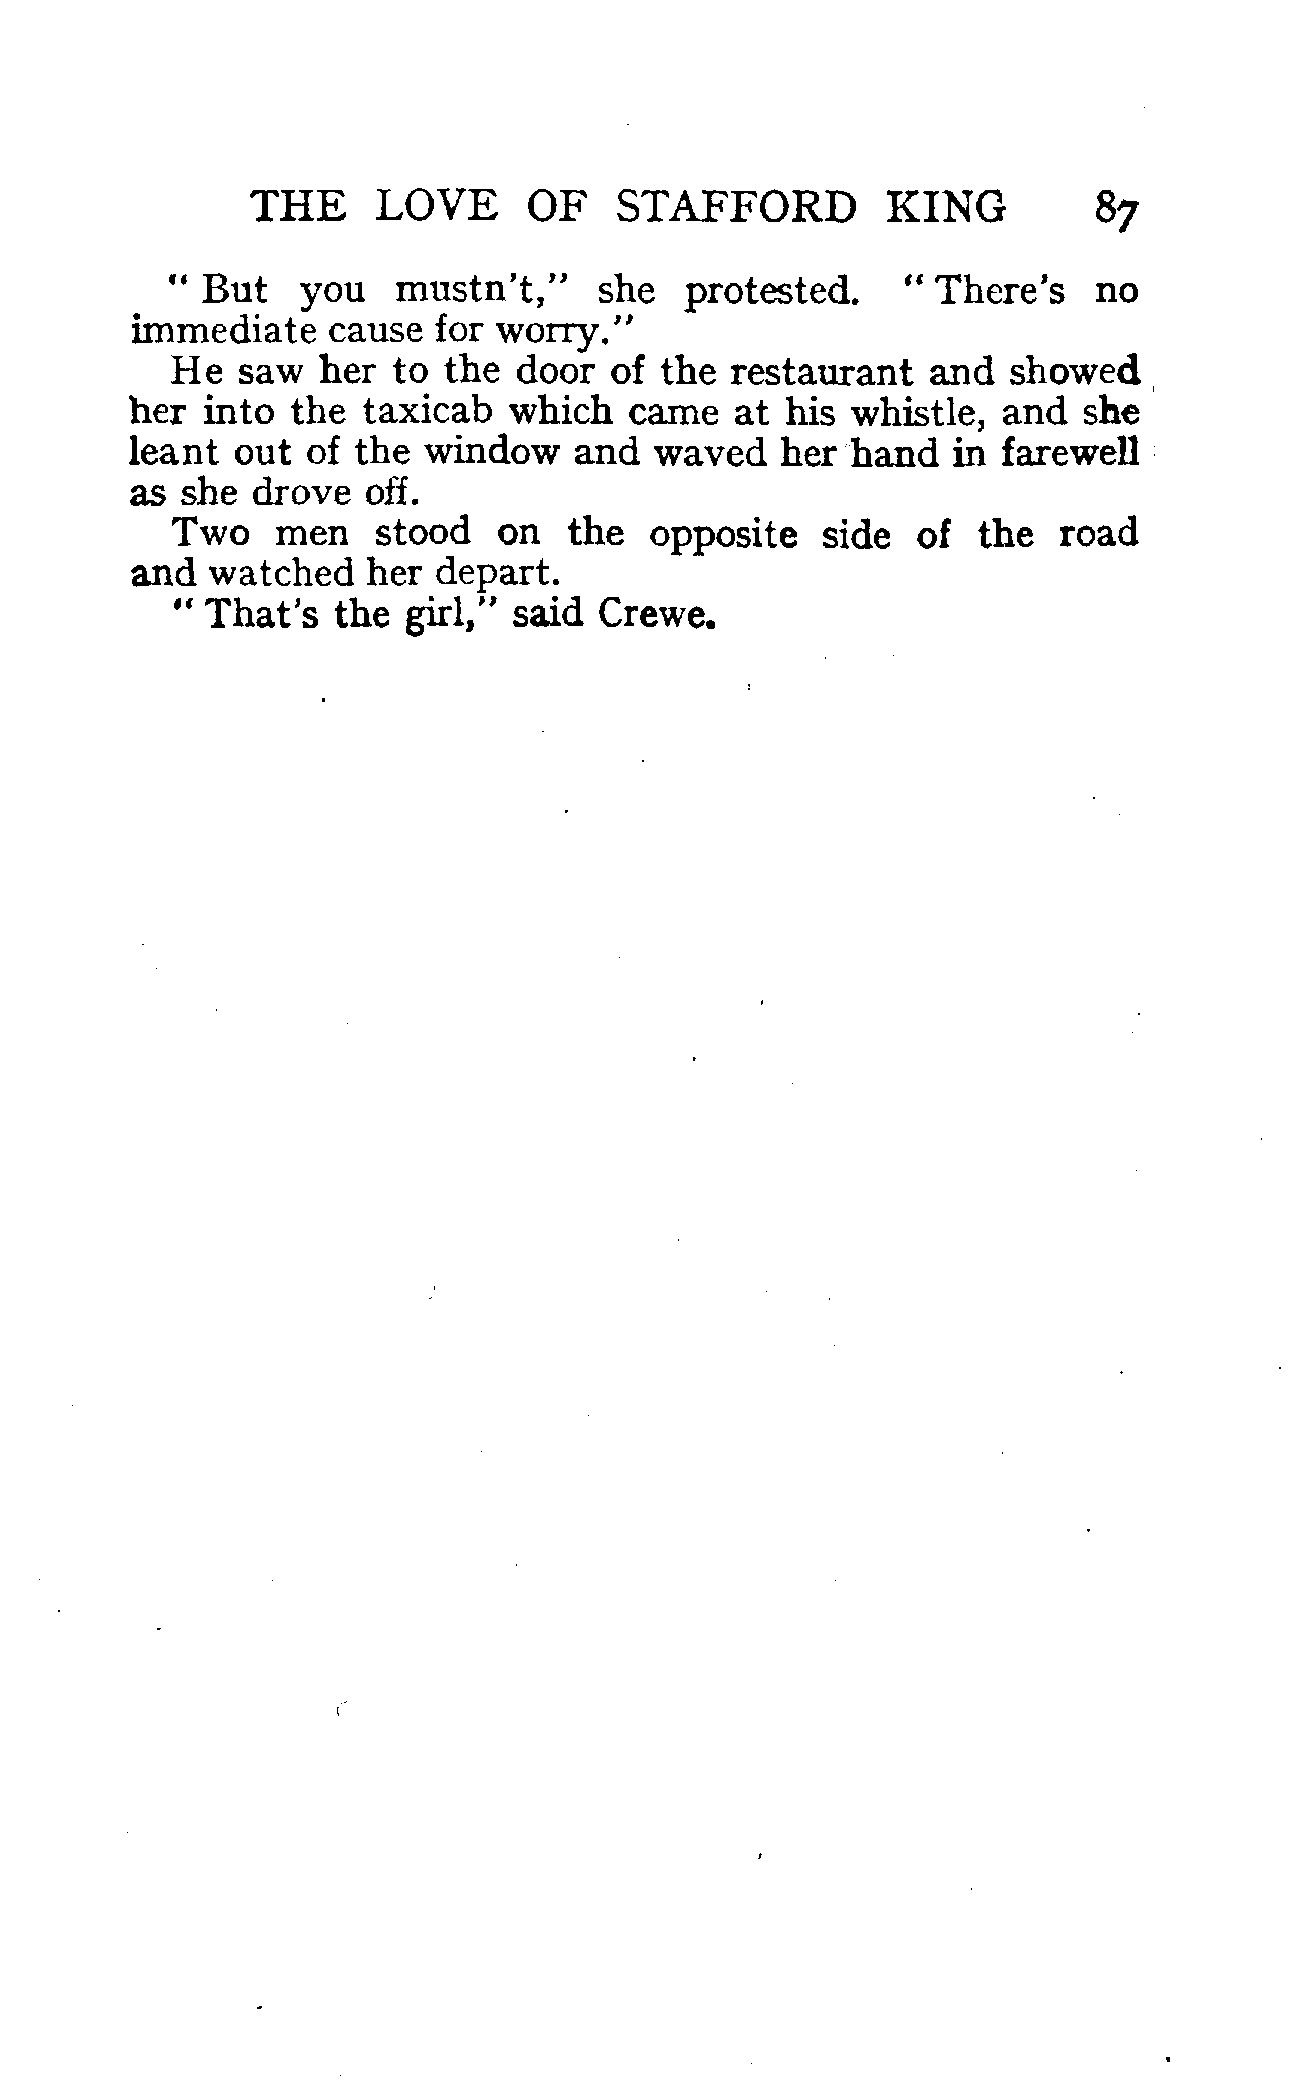 THE LOVE OF STAFFORD KING 87
" But you mustn't," she protested. " There's no
immediate cause for worry."
He saw her to the door of the restaurant and showed
her into the taxicab which came at his whistle, and she
leant out of the window and waved her hand in farewell
as she drove off.
Two men stood on the opposite side of the road
and watched her depart.
" That's the girl," said Crewe.